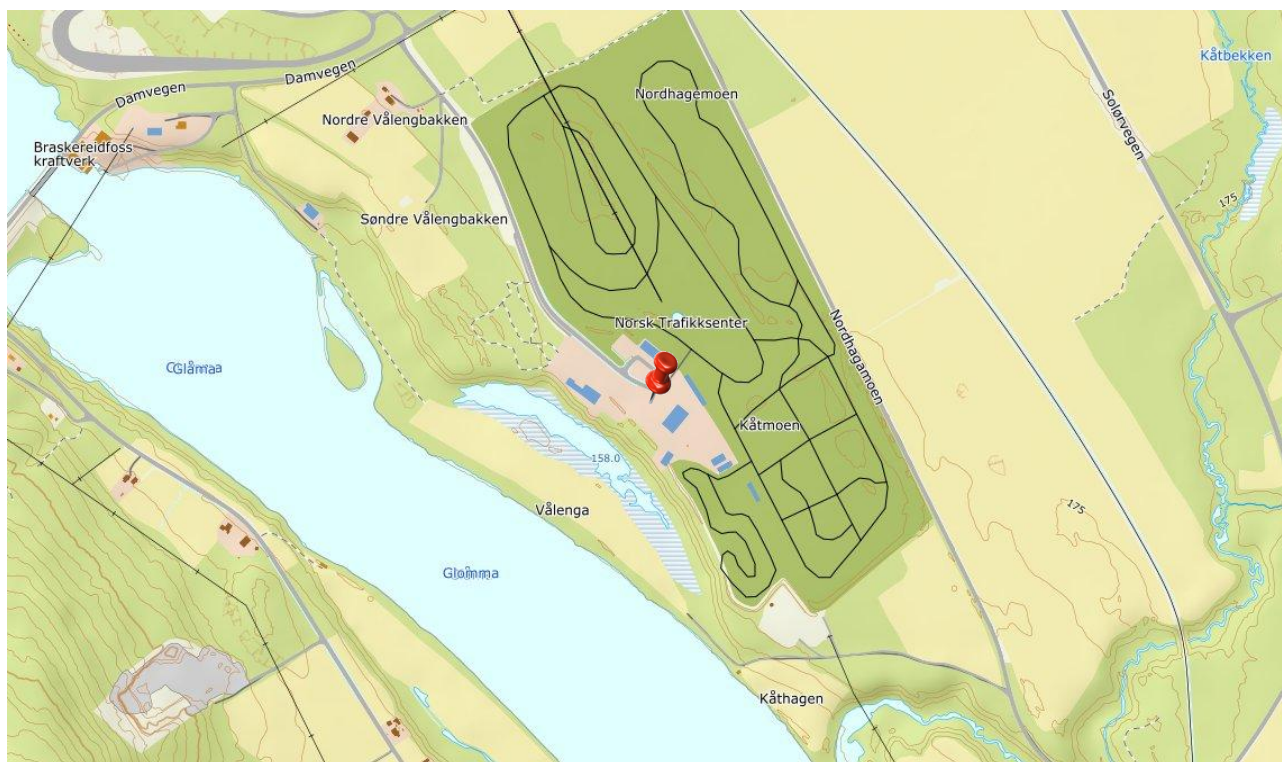 Kåtbekken
Damvegen
Damvegen
Nordhagemoen
Solørvegen
Nordre Vålengbakken
Braskereidfoss
kraftverk
175
Søndre Vålengbakken
Norsk Trafikksenter
Nordhagamoen
Glåma
Kåtmoen
158.0
Vålenga
175
Glomma
Kåthagen